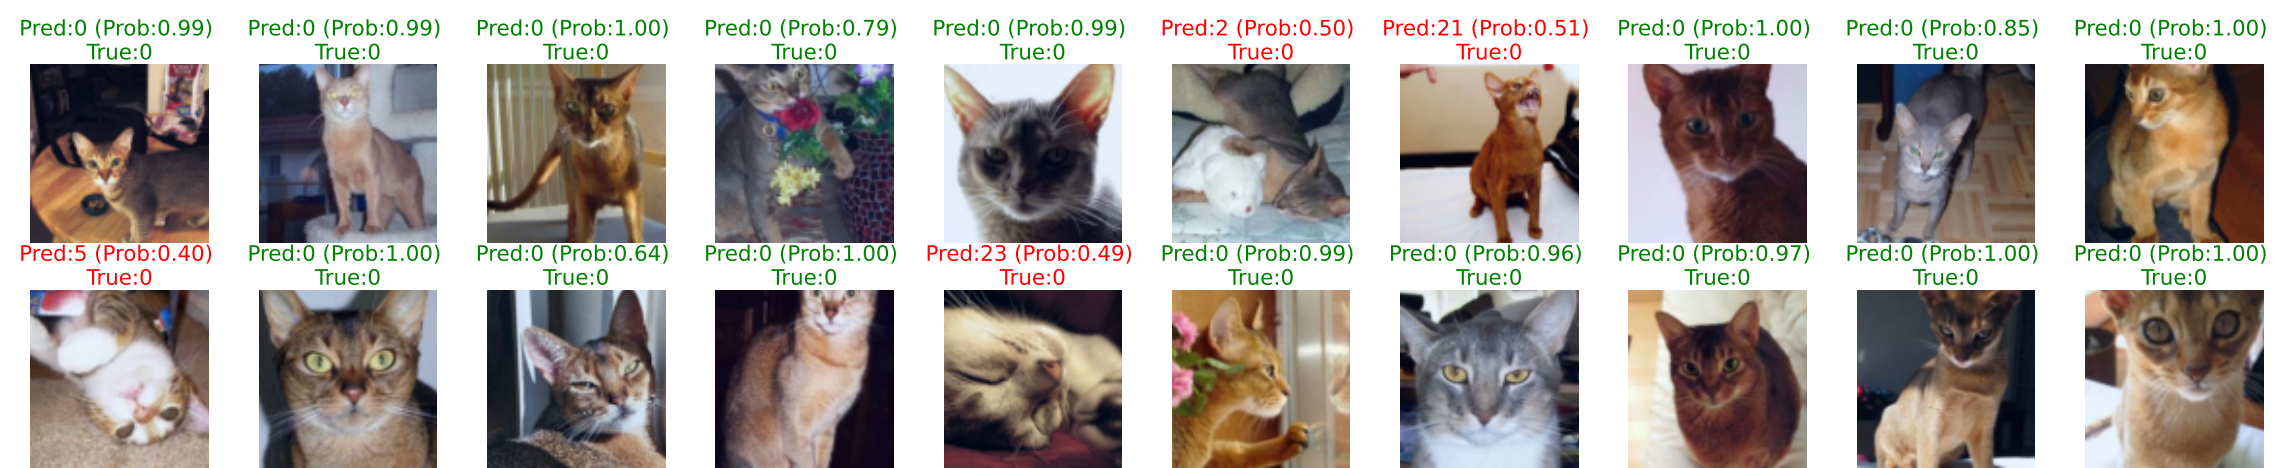 Pred:0 (Prob:0.99) Pred:0 (Prob:0.99) Pred:0 (Prob:1.00) Pred:0 (Prob:0.79) Pred:0 (Prob:0.99) Pred:2 (Prob:0.50) Pred:21 (Prob:0.51) Pred:0 (Prob:1.00) Pred:0 (Prob:0.85) Pred:0 (Prob:1.00)
True:0 True:0 True:0 True:0 True:0 True:0 True:0 True:0 True:0 True:0
Pred:5 (Prob:0.40) Pred:0 (Prob:1.00) Pred:0 (Prob:0.64) Pred:0 (Prob:1.00) Pred:23 (Prob:0.49) Pred:0 (Prob:0.99) Pred:0 (Prob:0.96) Pred:0 (Prob:0.97) Pred:0 (Prob:1.00) Pred:0 (Prob:1.00)
True:0 True:0 True:0 True:0 True:0 True:0 True:0 True:0 True:0 True:0